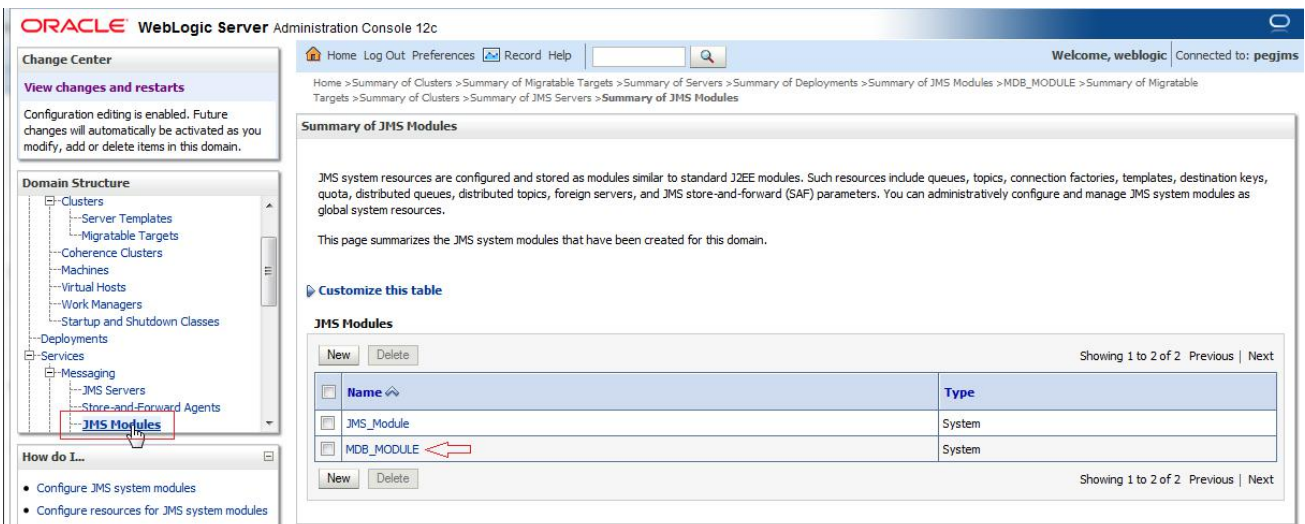 ORACLE WebLogic Server Administration Console 12c
Change Center
View changes and restarts
Configuration editing is enabled. Future
changes will automatically be activated as you
modify, add or delete items in this domain.
Domain Structure
Clusters
Server Templates
Migratable Targets
Coherence Clusters
Machines
Virtual Hosts
Work Managers
Startup and Shutdown Classes
Deployments
Services
Messaging
JMS Servers
Store-and-Forward Agents
JMS Modules
How do I...
Configure JMS system modules
Configure resources for JMS system modules
Home Log Out Preferences Record Help
Welcome, weblogic Connected to: pegjms
Home >Summary of Clusters >Summary of Migratable Targets >Summary of Servers >Summary of Deployments >Summary of JMS Modules >MDB_MODULE >Summary of Migratable
Targets >Summary of Clusters >Summary of JMS Servers >Summary of JMS Modules
Summary of JMS Modules
JMS system resources are configured and stored as modules similar to standard J2EE modules. Such resources include queues, topics, connection factories, templates, destination keys,
quota, distributed queues, distributed topics, foreign servers, and JMS store-and-forward (SAF) parameters. You can administratively configure and manage JMS system modules as
global system resources.
This page summarizes the JMS system modules that have been created for this domain.
Customize this table
JMS Modules
New Delete Showing 1 to 2 of 2 Previous | Next
Name Type
JMS_Module System
MDB_MODULE System
New Delete Showing 1 to 2 of 2 Previous | Next